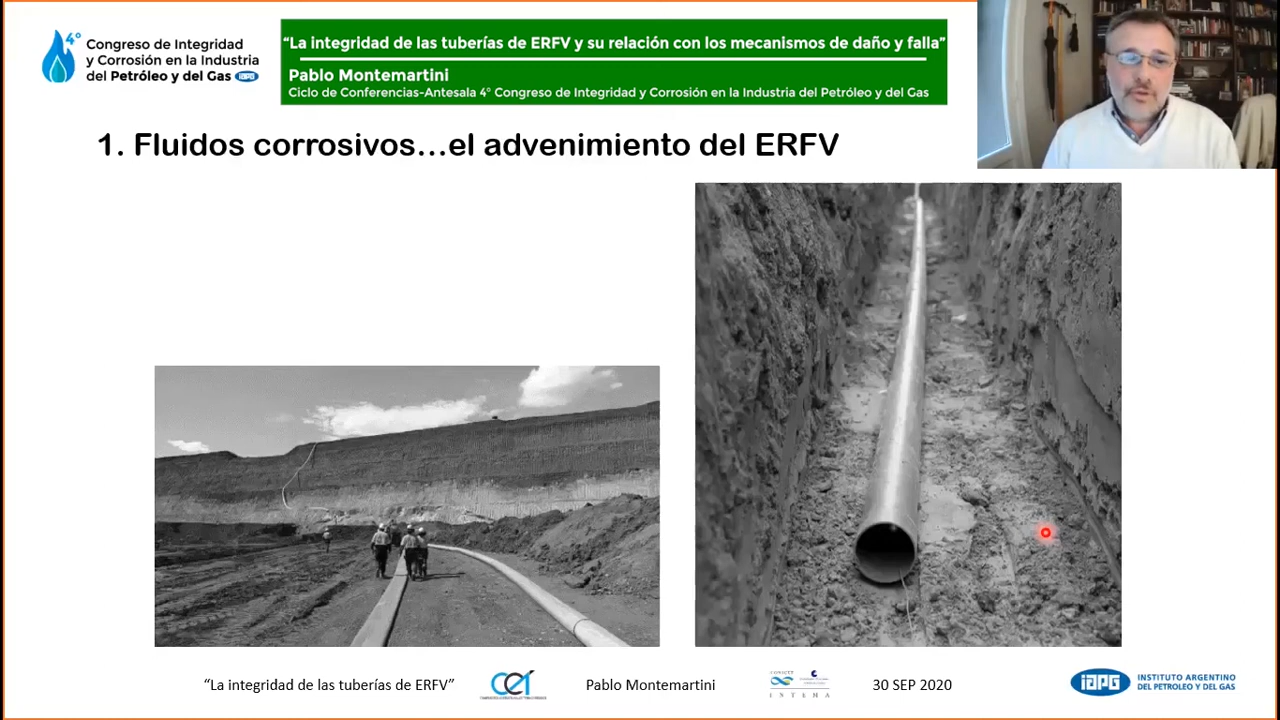 4°
Congreso de Integridad
y Corrosión en la Industria
del Petróleo y del Gas iapg
“La integridad de las tuberías de ERFV y su relación con los mecanismos de daño y falla”
Pablo Montemartini
Ciclo de Conferencias-Antesala 4° Congreso de Integridad y Corrosión en la Industria del Petróleo y del Gas
1. Fluidos corrosivos...el advenimiento del ERFV
“La integridad de las tuberías de ERFV”
Pablo Montemartini
CONICET
INTEMA
30 SEP 2020
iapg
INSTITUTO ARGENTINO
DEL PETROLEO Y DEL GAS